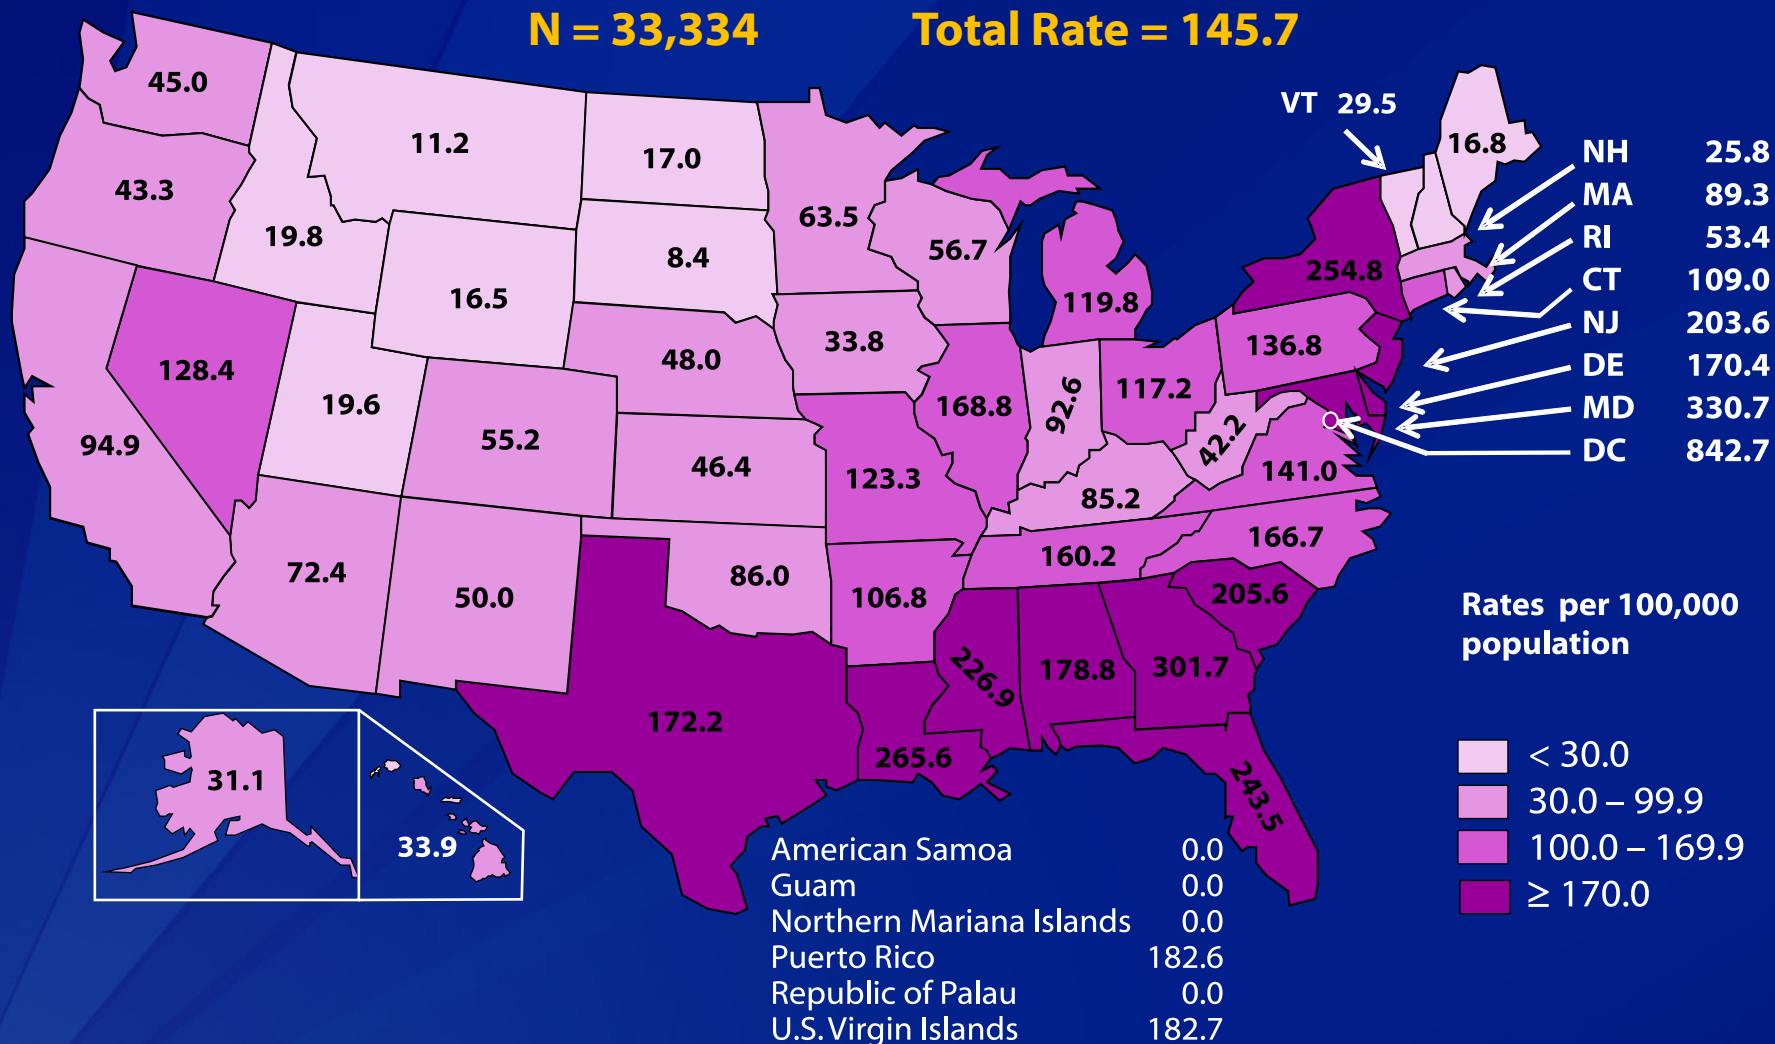 N = 33,334 Total Rate = 145.7
45.0
11.2
17.0
VT 29.5
16.8
NH 25.8
MA 89.3
RI 53.4
CT 109.0
NJ 203.6
DE 170.4
MD 330.7
DC 842.7
43.3
19.8
8.4
63.5
56.7
254.8
16.5
119.8
128.4
48.0
33.8
136.8
19.6
117.2
168.8
92.6
94.9
55.2
46.4
123.3
42.2
141.0
85.2
166.7
72.4
50.0
86.0
106.8
160.2
205.6
172.2
226.9
178.8
301.7
265.6
243.5
31.1
33.9
Rates per 100,000
population
< 30.0
30.0 – 99.9
100.0 – 169.9
≥ 170.0
American Samoa 0.0
Guam 0.0
Northern Mariana Islands 0.0
Puerto Rico 182.6
Republic of Palau 0.0
U.S. Virgin Islands 182.7